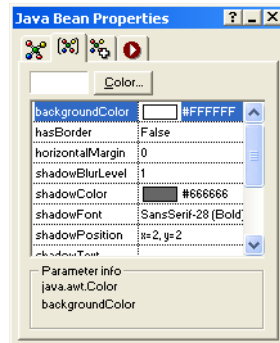 Java Bean Properties
Color...
backgroundColor #FFFFFF
hasBorder False
horizontalMargin 0
shadowBlurLevel 1
shadowColor #666666
shadowFont SansSerif-28 (Bold)
shadowPosition x=2, y=2
shadowText
Parameter info
java.awt.Color
backgroundColor